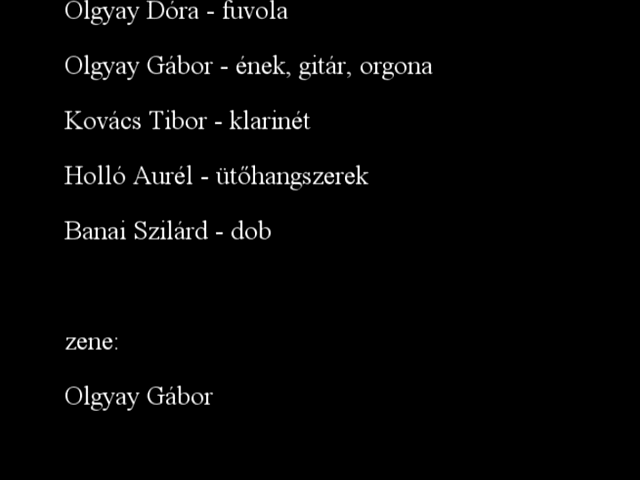 Olgyay Dóra - fuvola
Olgyay Gábor - ének, gitár, orgona
Kovács Tibor - klarinét
Holló Aurél - ütőhangszerek
Banai Szilárd - dob
zene:
Olgyay Gábor